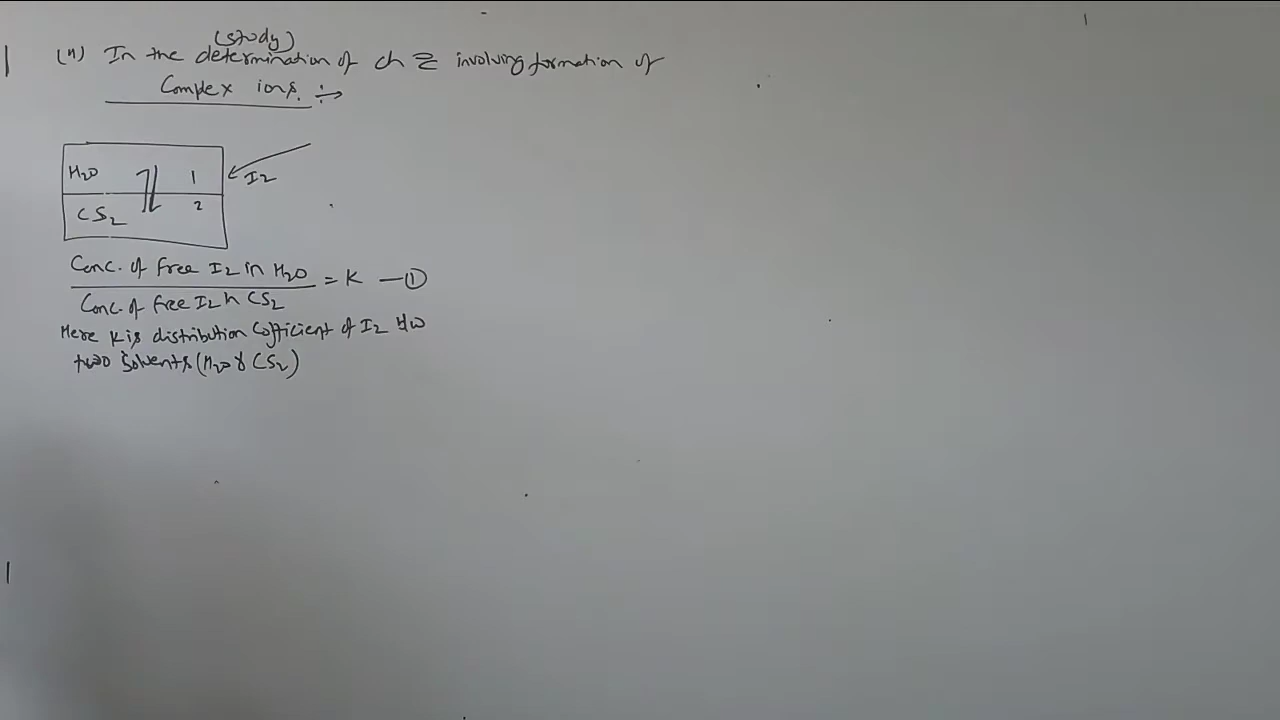 (study)
(4) In the determination of ch ⇌ involving formation of
Complex ions. ÷→
H2O 1
I2
CS2 2
Conc. of free I2 in H2O = K —①
Conc. of free I2 in CS2
Here K is distribution Cofficient of I2 b/w
two solvents (H2O & CS2)